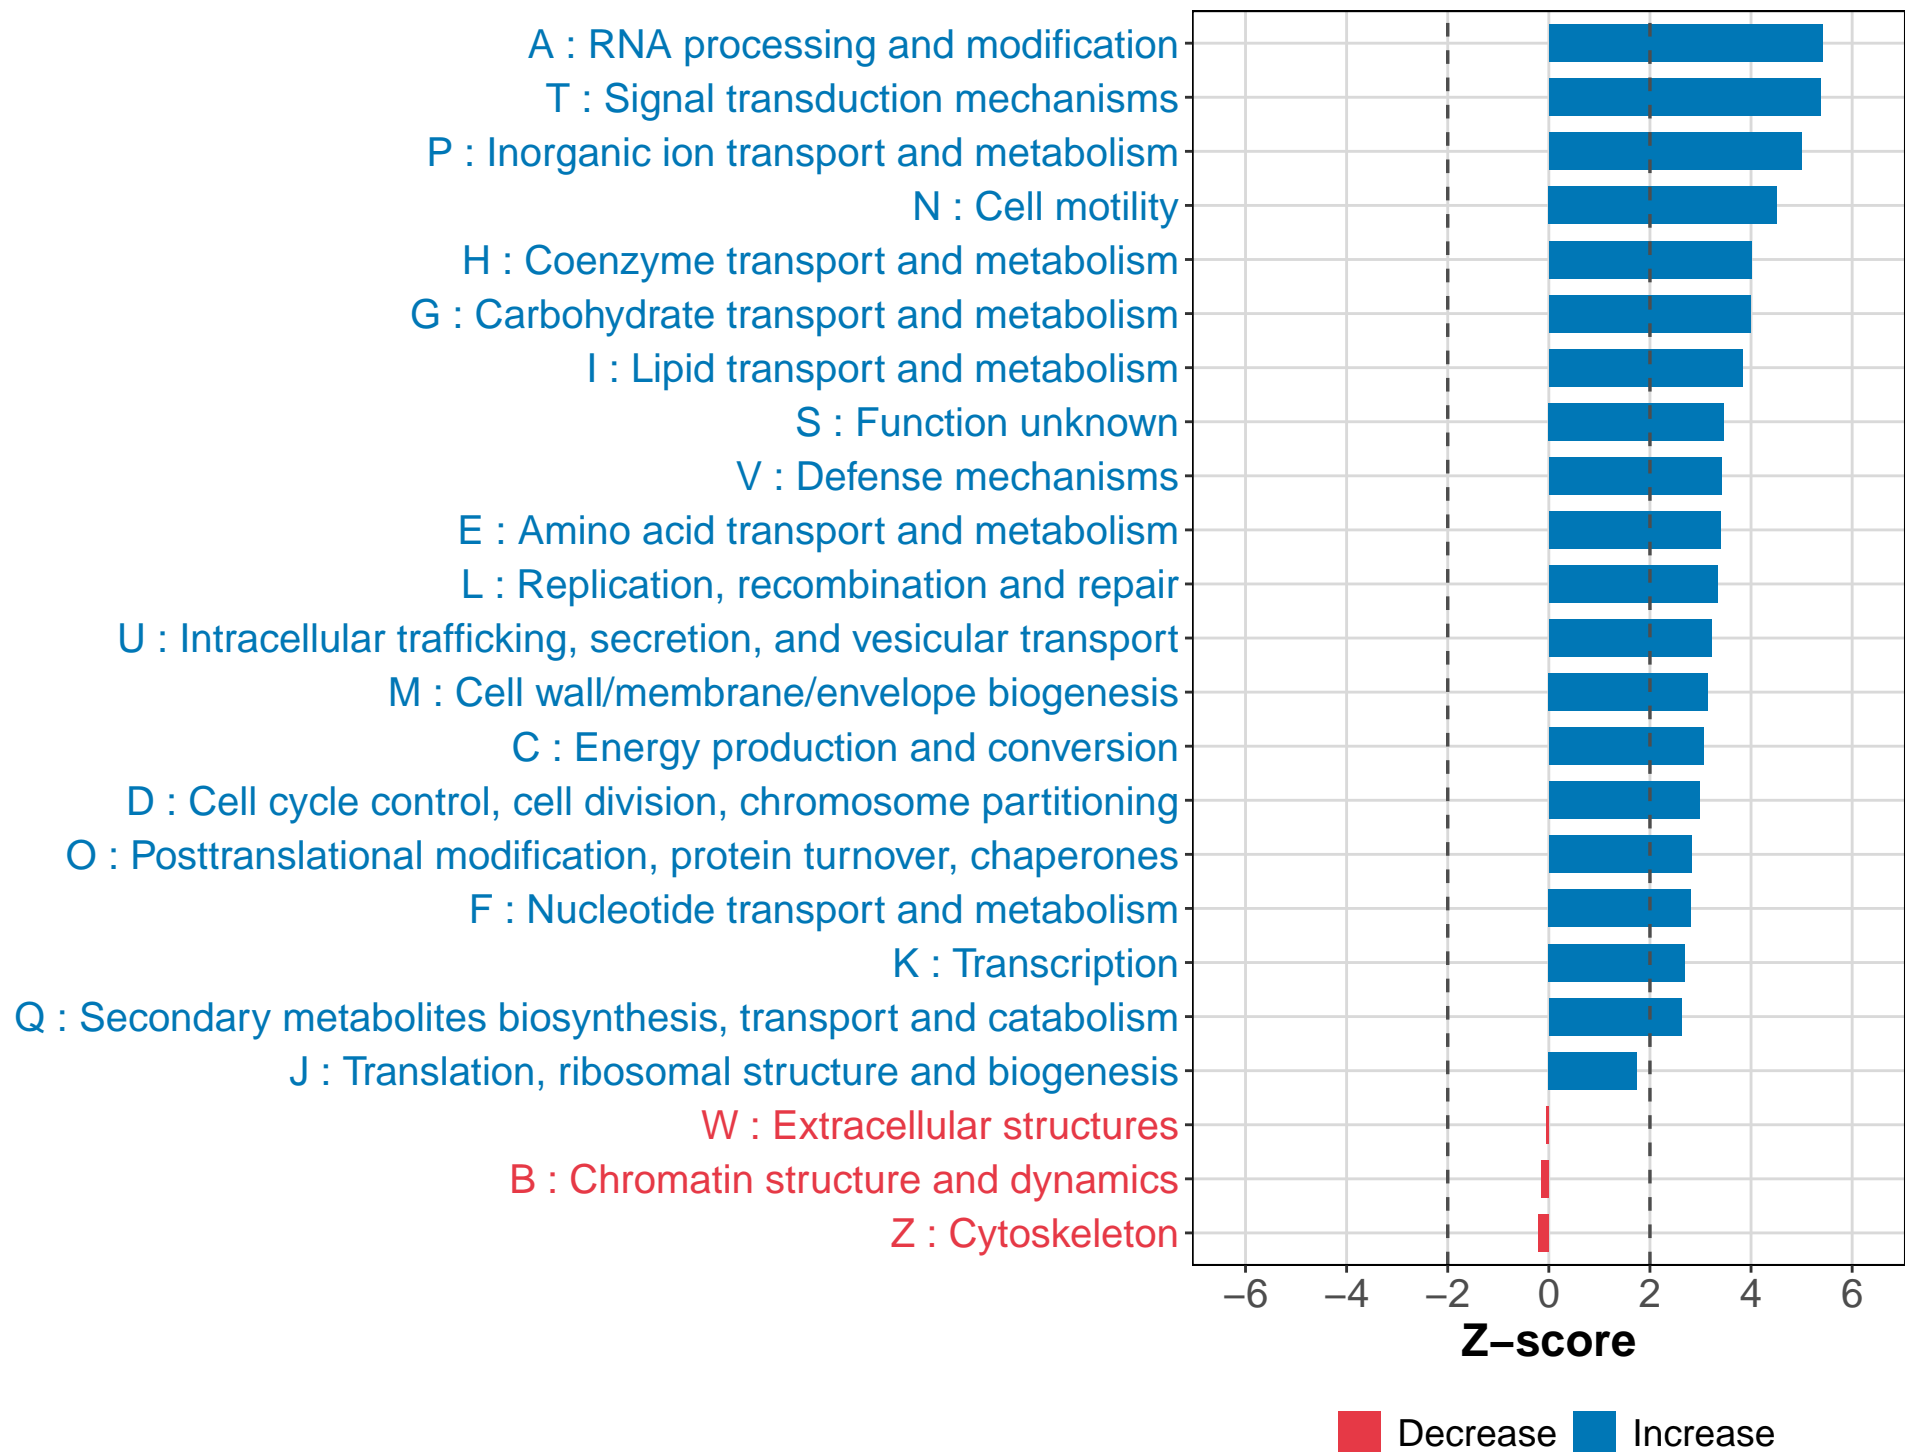 A : RNA processing and modification
T : Signal transduction mechanisms
P : Inorganic ion transport and metabolism
N : Cell motility
H : Coenzyme transport and metabolism
G : Carbohydrate transport and metabolism
I : Lipid transport and metabolism
S : Function unknown
V : Defense mechanisms
E : Amino acid transport and metabolism
L : Replication, recombination and repair
U : Intracellular trafficking, secretion, and vesicular transport
M : Cell wall/membrane/envelope biogenesis
C : Energy production and conversion
D : Cell cycle control, cell division, chromosome partitioning
O : Posttranslational modification, protein turnover, chaperones
F : Nucleotide transport and metabolism
K : Transcription
Q : Secondary metabolites biosynthesis, transport and catabolism
J : Translation, ribosomal structure and biogenesis
W : Extracellular structures
B : Chromatin structure and dynamics
Z : Cytoskeleton
−6 −4 −2 0 2 4 6
Z−score
Decrease Increase